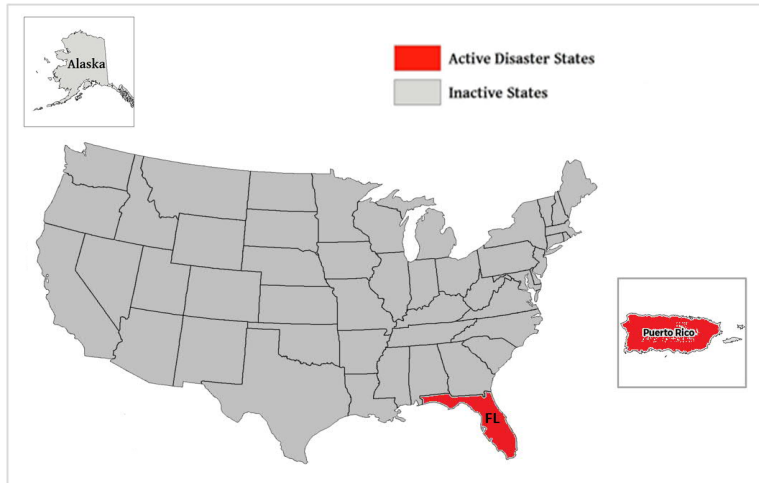 Alaska
Active Disaster States
Inactive States
Puerto Rico
FL